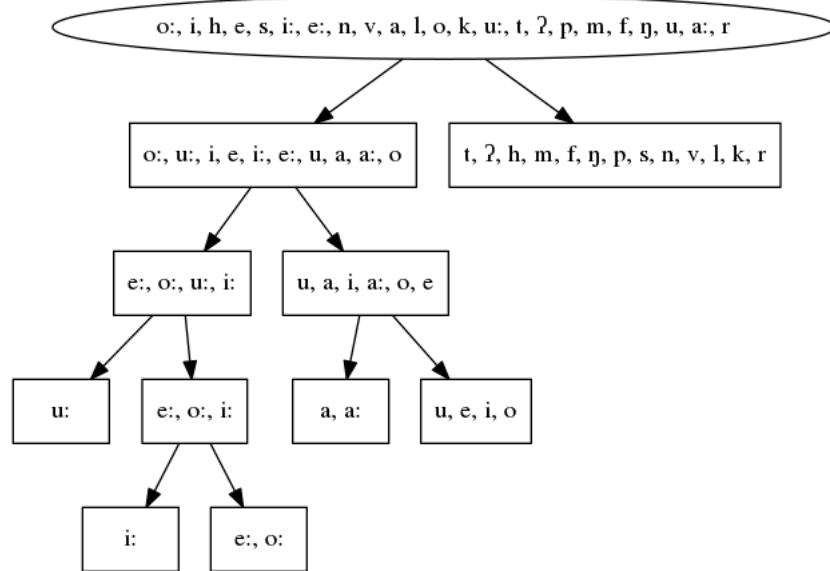 o:, i, h, e, s, i:, e:, n, v, a, l, o, k, u:, t, ʔ, p, m, f, ŋ, u, a:, r
o:, u:, i, e, i:, e:, u, a, a:, o
t, ʔ, h, m, f, ŋ, p, s, n, v, l, k, r
e:, o:, u:, i:
u, a, i, a:, o, e
u:
e:, o:, i:
a, a:
u, e, i, o
i:
e:, o: